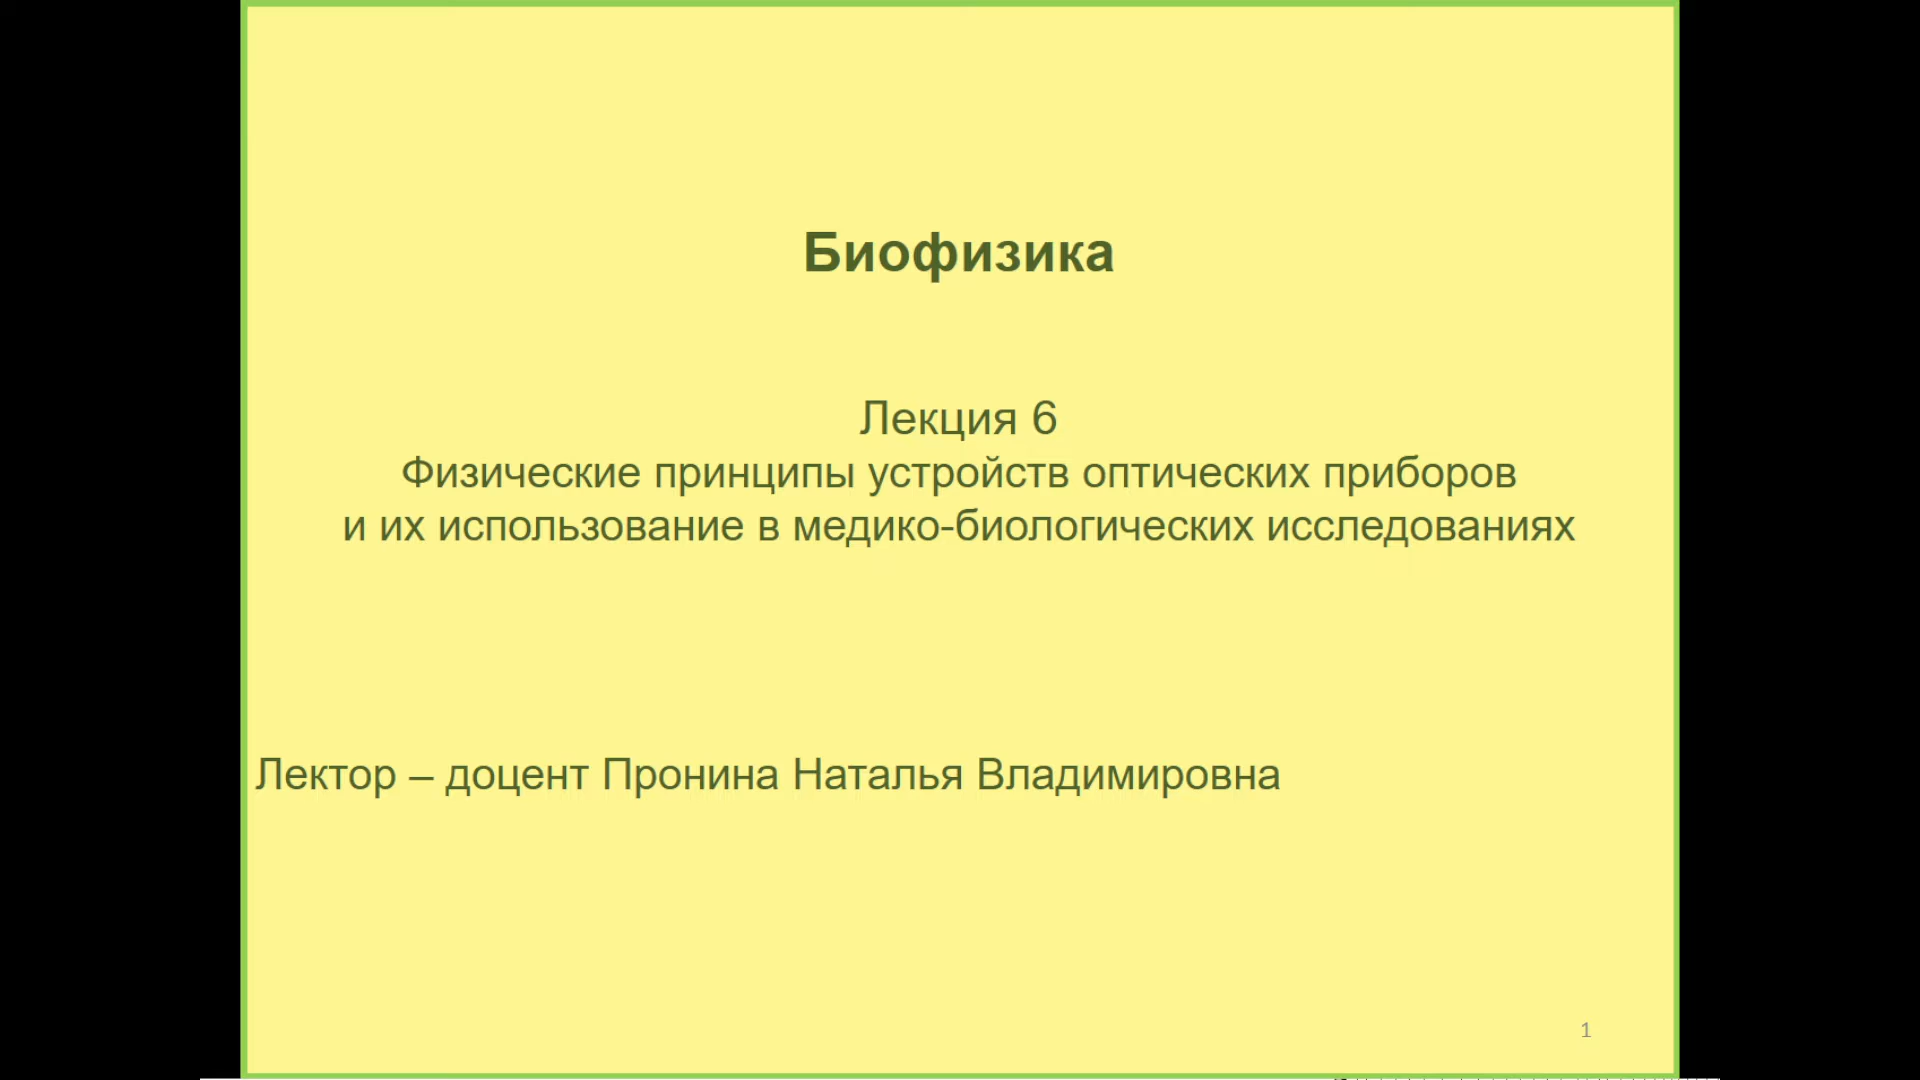 Биофизика
Лекция 6
Физические принципы устройств оптических приборов
и их использование в медико-биологических исследованиях
Лектор – доцент Пронина Наталья Владимировна
1